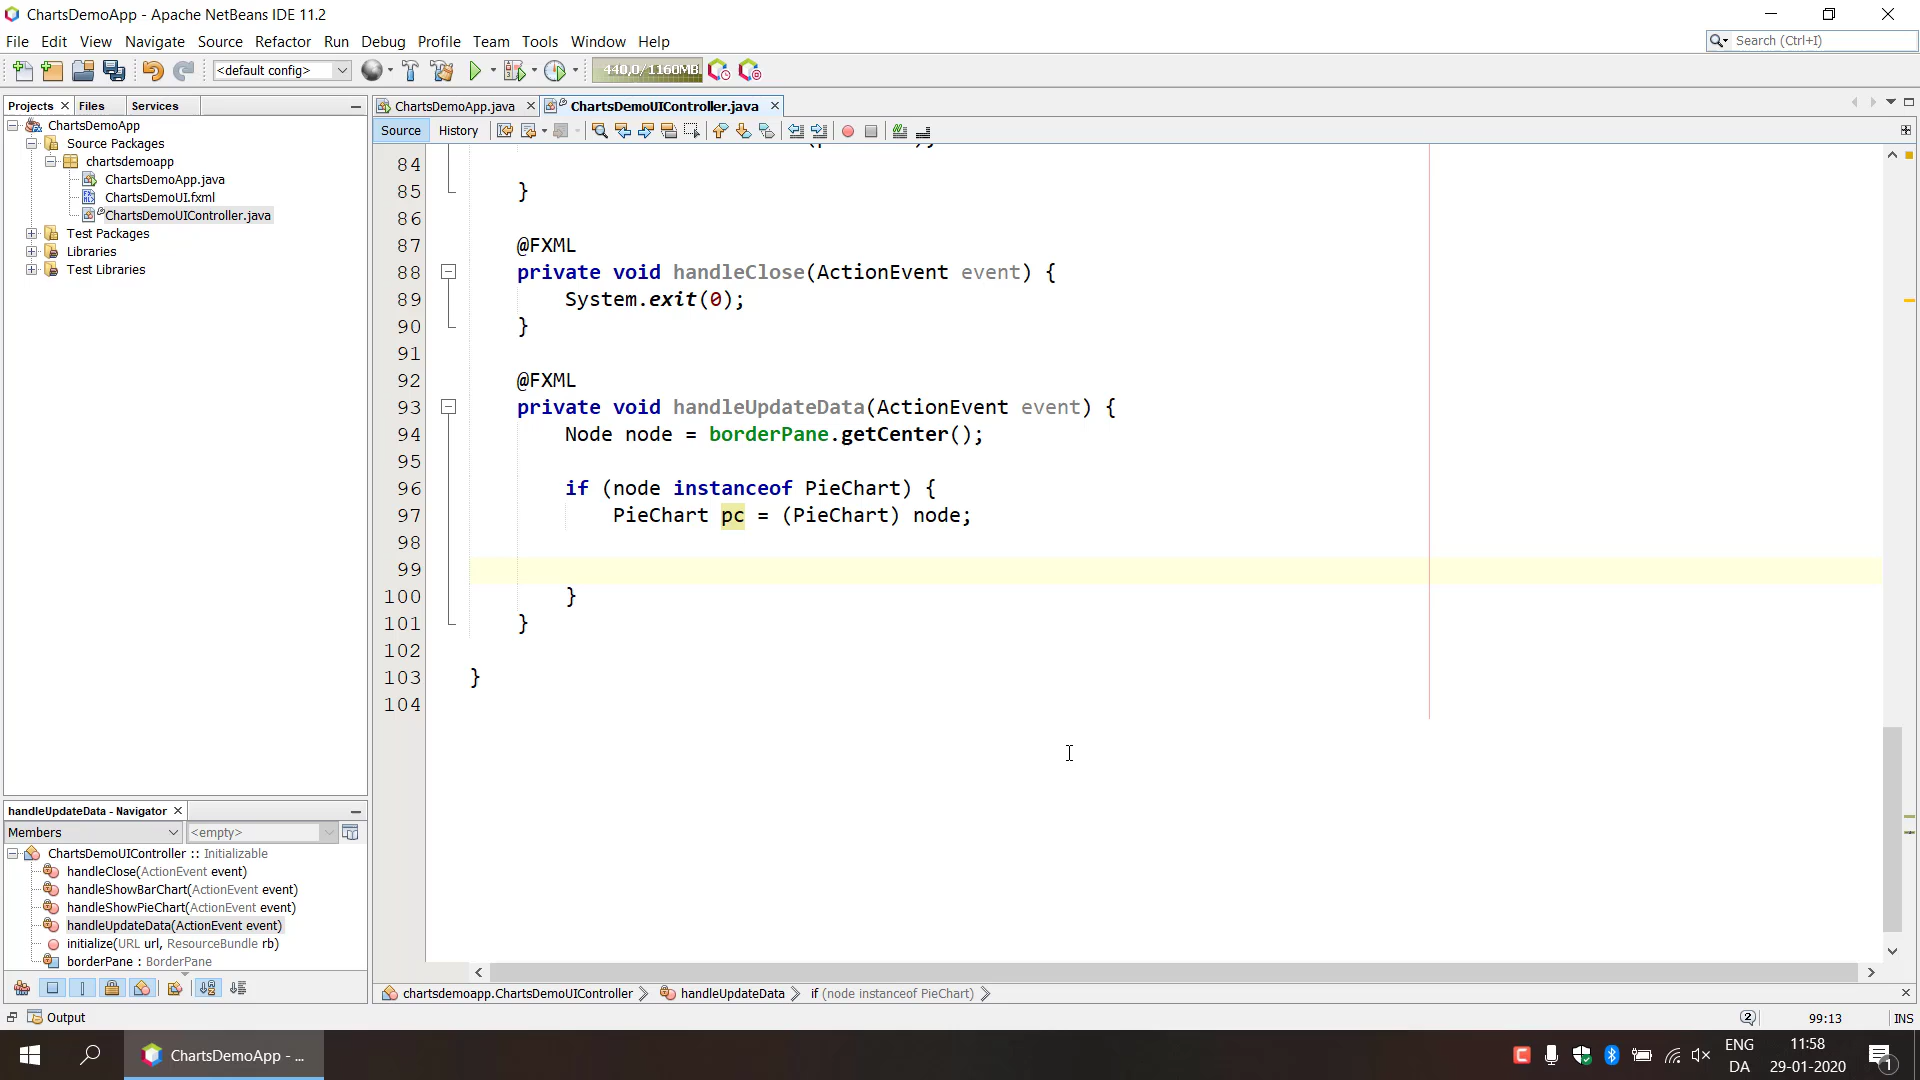 ChartsDemoApp - Apache NetBeans IDE 11.2
File Edit View Navigate Source Refactor Run Debug Profile Team Tools Window Help
Search (Ctrl+I)
<default config>
440,0/1160MB
Projects Files Services
ChartsDemoApp.java ChartsDemoUIController.java
Source History
ChartsDemoApp
Source Packages
chartsdemoapp
ChartsDemoApp.java
ChartsDemoUI.fxml
ChartsDemoUIController.java
Test Packages
Libraries
Test Libraries
84
85 }
86
87 @FXML
88 private void handleClose(ActionEvent event) {
89 System.exit(0);
90 }
91
92 @FXML
93 private void handleUpdateData(ActionEvent event) {
94 Node node = borderPane.getCenter();
95
96 if (node instanceof PieChart) {
97 PieChart pc = (PieChart) node;
98
99
100 }
101 }
102
103 }
104
handleUpdateData - Navigator
Members <empty>
ChartsDemoUIController :: Initializable
handleClose(ActionEvent event)
handleShowBarChart(ActionEvent event)
handleShowPieChart(ActionEvent event)
handleUpdateData(ActionEvent event)
initialize(URL url, ResourceBundle rb)
borderPane : BorderPane
chartsdemoapp.ChartsDemoUIController handleUpdateData if (node instanceof PieChart)
Output
2 99:13 INS
ChartsDemoApp - ...
ENG
DA
11:58
29-01-2020
1